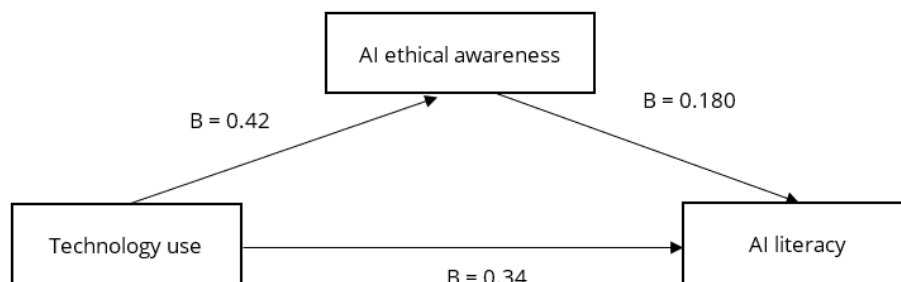 AI ethical awareness
B = 0.42
B = 0.180
Technology use
AI literacy
B = 0.34